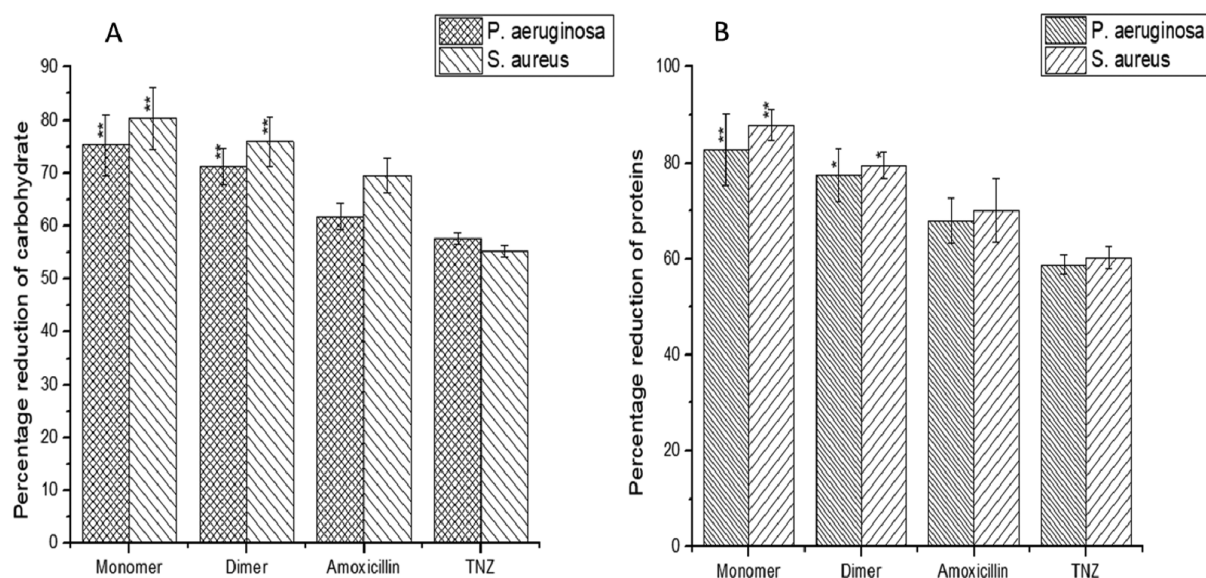 A
P. aeruginosa
S. aureus
Percentage reduction of carbohydrate
90
80
70
60
50
40
30
20
10
0
**
**
**
**
Monomer Dimer Amoxicillin TNZ
B
P. aeruginosa
S. aureus
Percentage reduction of proteins
100
80
60
40
20
0
**
**
*
*
Monomer Dimer Amoxicillin TNZ